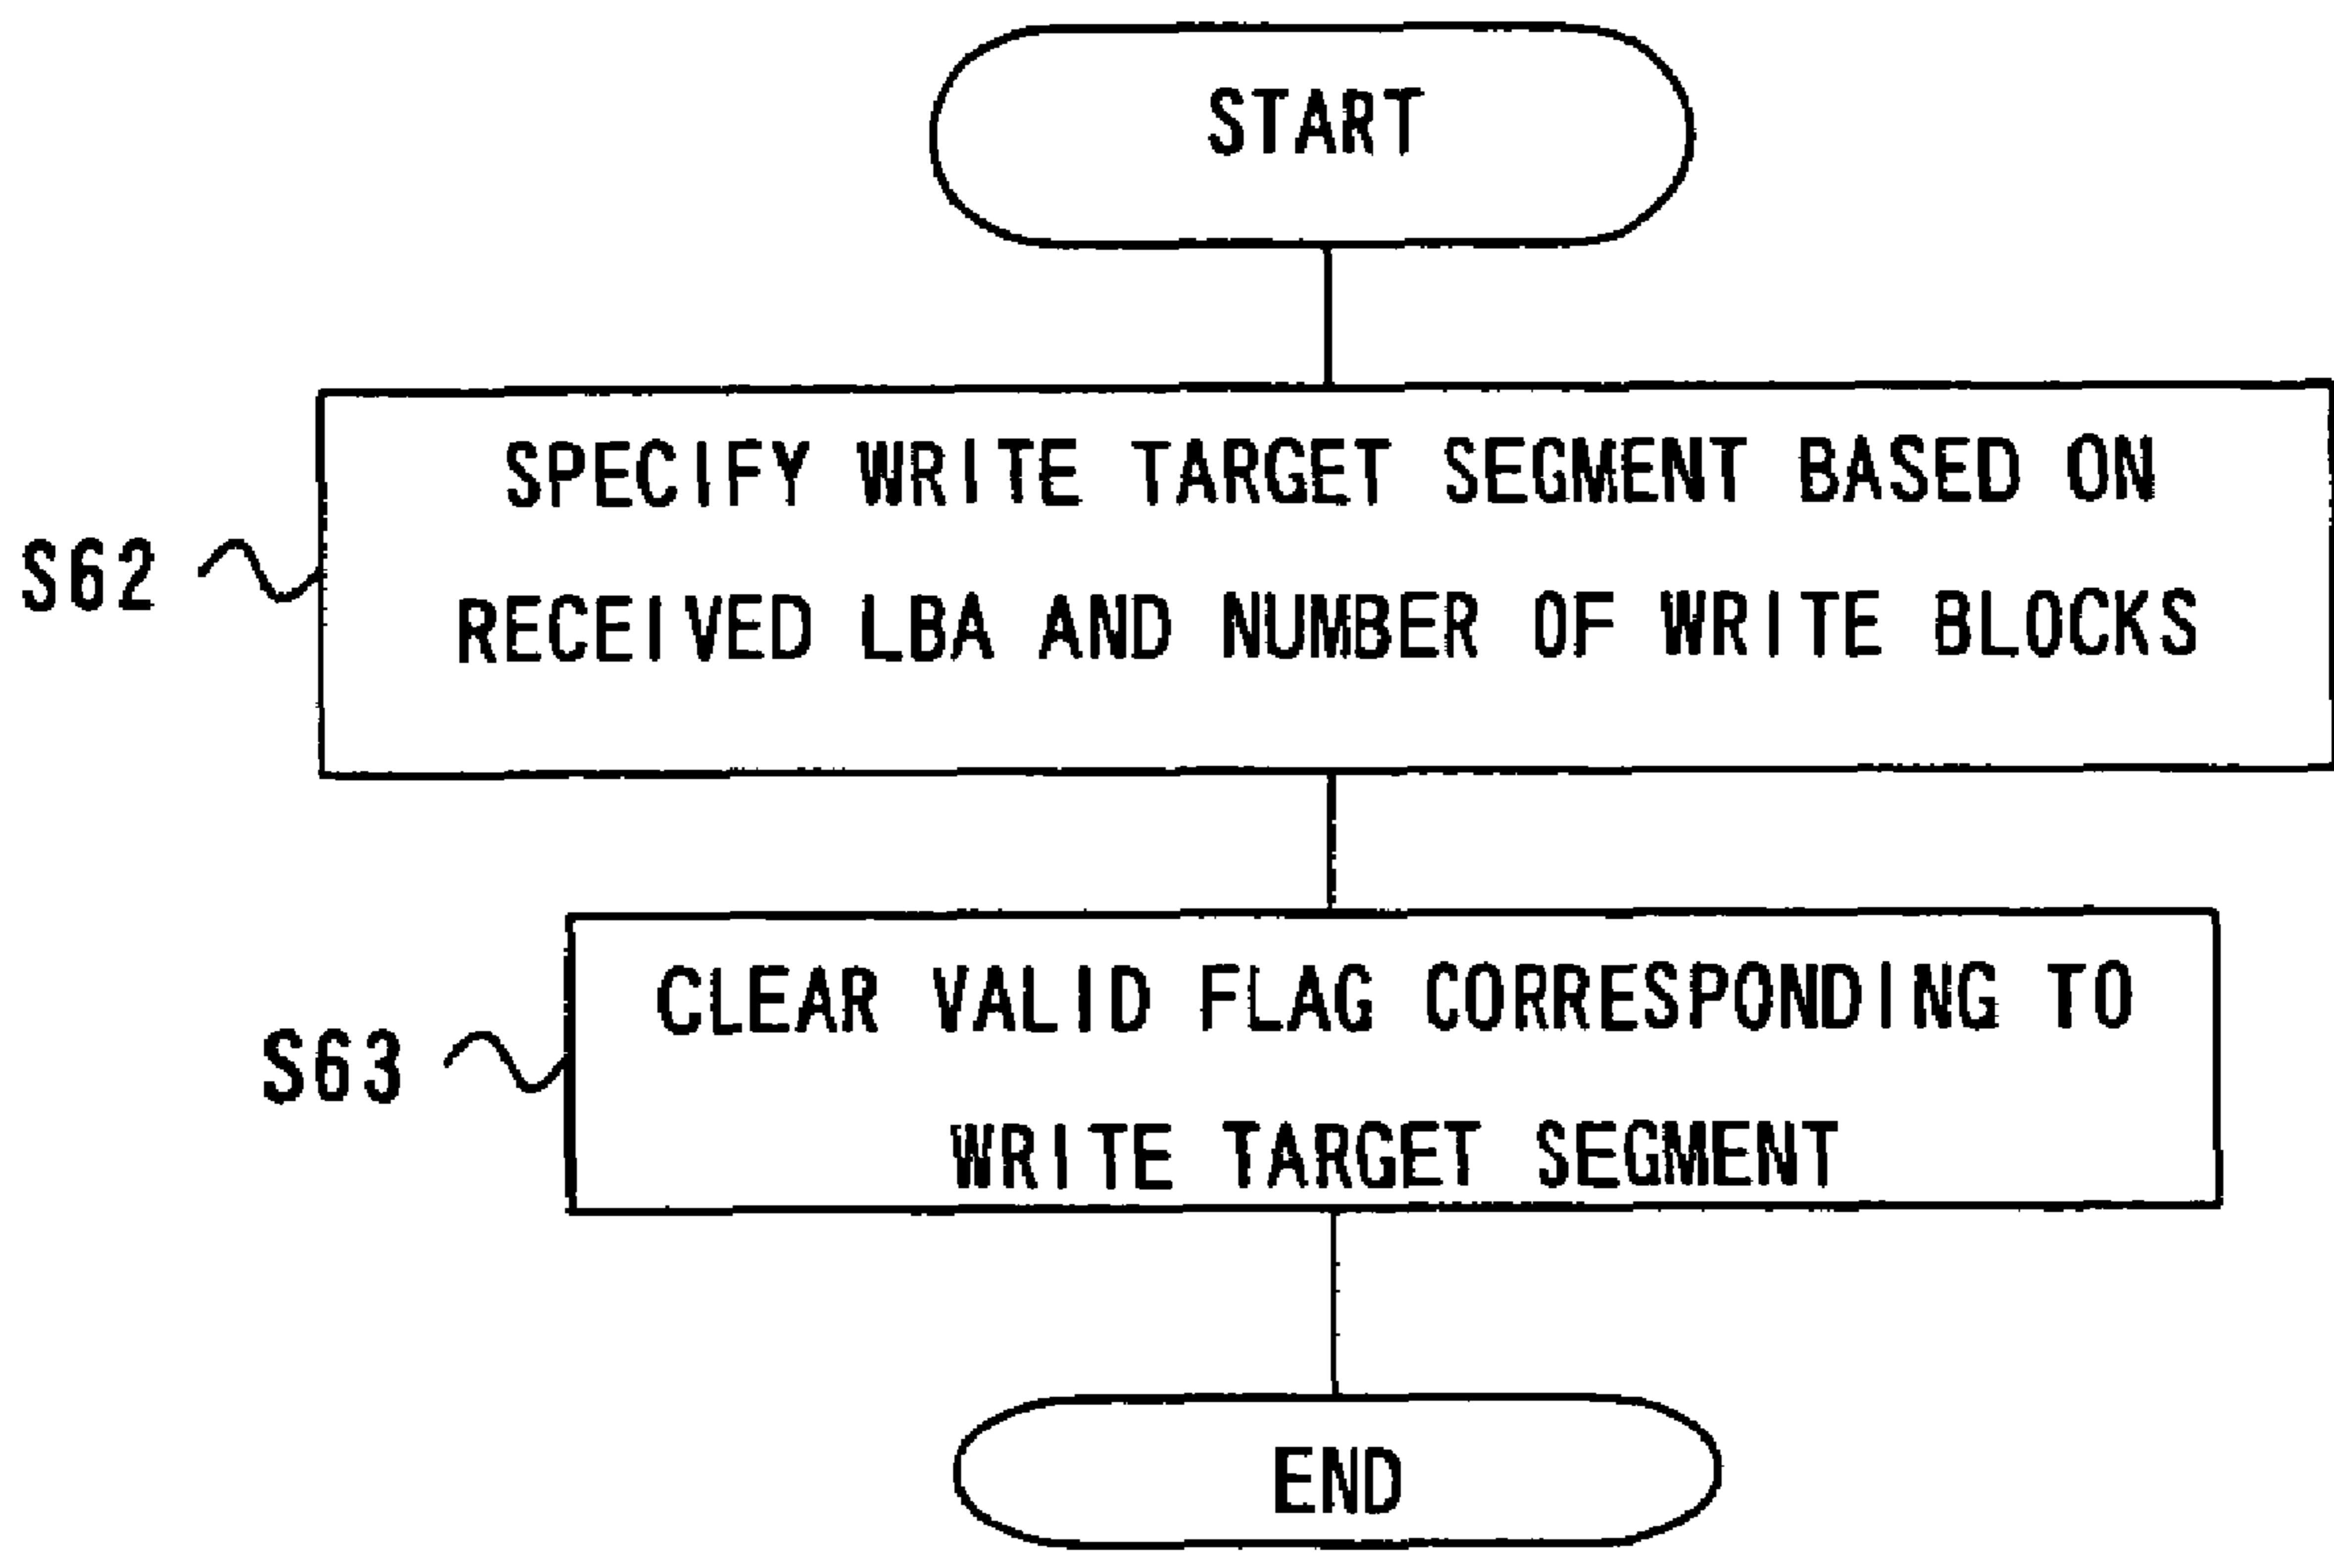 START
SPECIFY WRITE TARGET SEGMENT BASED ON
S62
RECEIVED LBA AND NUMBER OF WRITE BLOCKS
CLEAR VALID FLAG CORRESPONDING TO
S63
WRITE TARGET SEGMENT
END